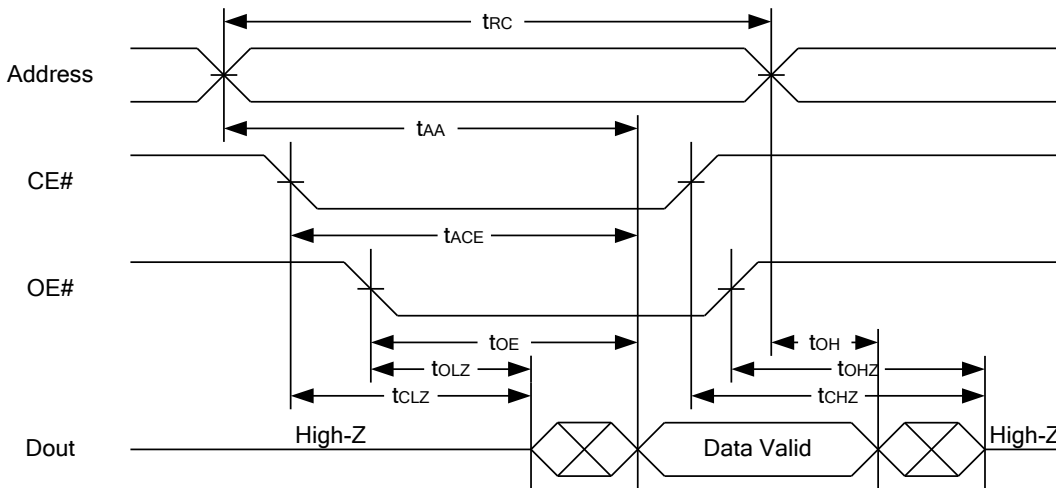 tRC
Address
tAA
CE#
tACE
OE#
tOE
tOH
tOLZ
tOHZ
tCLZ
tCHZ
High-Z
Data Valid
High-Z
Dout